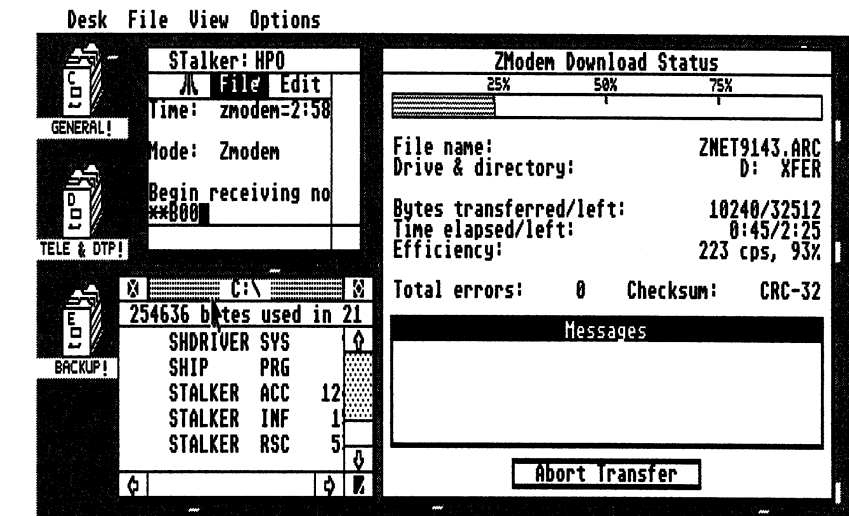 Desk File View Options
C
GENERAL!
D
TELE & DTP!
E
BACKUP!
STalker: HPO
File Edit
Time: zmodem=2:58
Mode: Zmodem
Begin receiving no
**B00
C:\
254636 bytes used in 21
SHDRIVER SYS
SHIP PRG
STALKER ACC 12
STALKER INF 1
STALKER RSC 5
ZModem Download Status
25% 50% 75%
File name: ZNET9143.ARC
Drive & directory: D: XFER
Bytes transferred/left: 10240/32512
Time elapsed/left: 0:45/2:25
Efficiency: 223 cps, 93%
Total errors: 0 Checksum: CRC-32
Messages
Abort Transfer